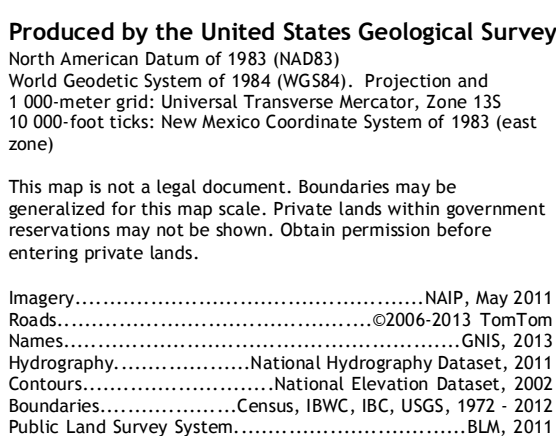 Produced by the United States Geological Survey
North American Datum of 1983 (NAD83)
World Geodetic System of 1984 (WGS84).  Projection and
1 000-meter grid: Universal Transverse Mercator, Zone 13S
10 000-foot ticks: New Mexico Coordinate System of 1983 (east
zone)
This map is not a legal document. Boundaries may be
generalized for this map scale. Private lands within government
reservations may not be shown. Obtain permission before
entering private lands.
Imagery....................................................NAIP, May 2011
Roads..............................................©2006-2013 TomTom
Names...........................................................GNIS, 2013
Hydrography....................National Hydrography Dataset, 2011
Contours............................National Elevation Dataset, 2002
Boundaries....................Census, IBWC, IBC, USGS, 1972 - 2012
Public Land Survey System..................................BLM, 2011